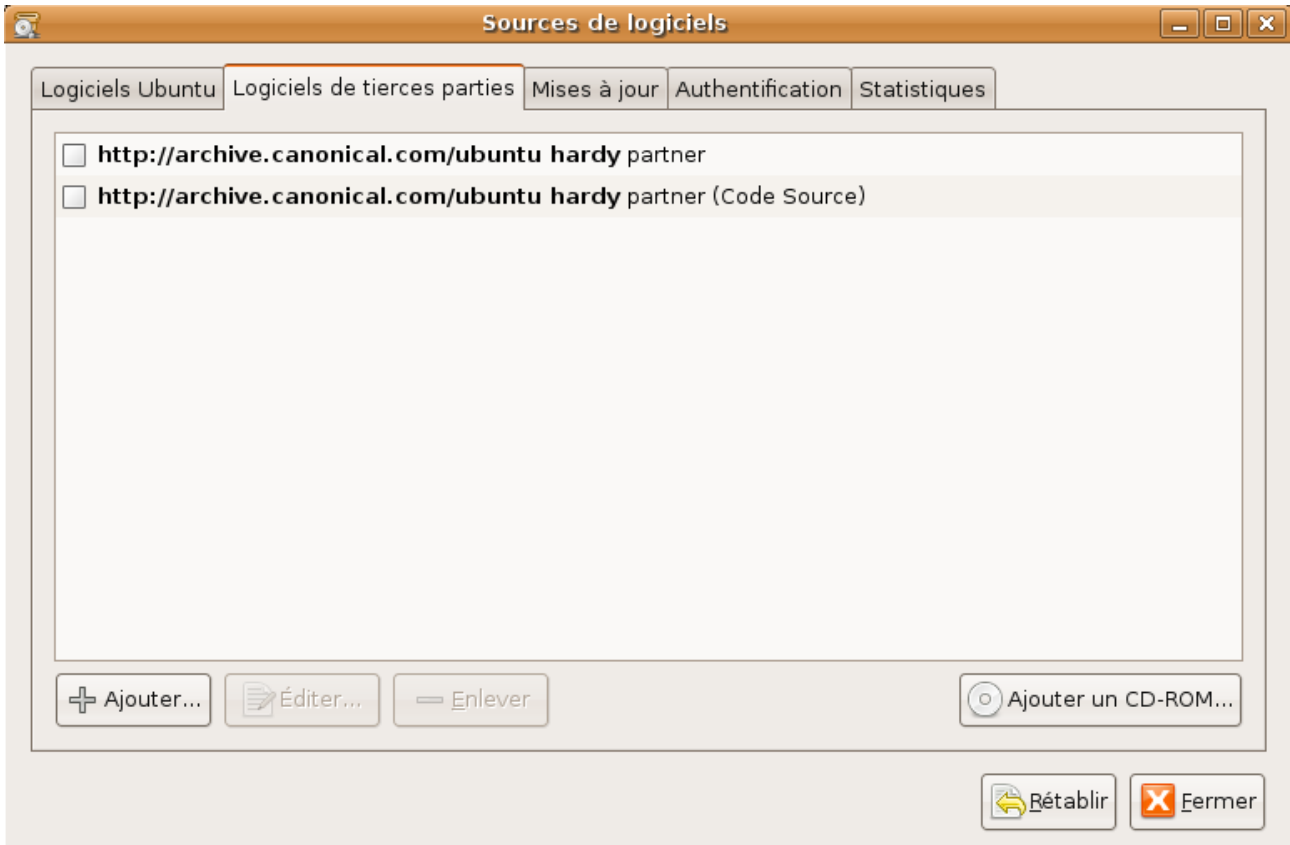 Sources de logiciels
Logiciels Ubuntu Logiciels de tierces parties Mises à jour Authentification Statistiques
http://archive.canonical.com/ubuntu hardy partner
http://archive.canonical.com/ubuntu hardy partner (Code Source)
Ajouter... Éditer... Enlever Ajouter un CD-ROM...
Rétablir Fermer